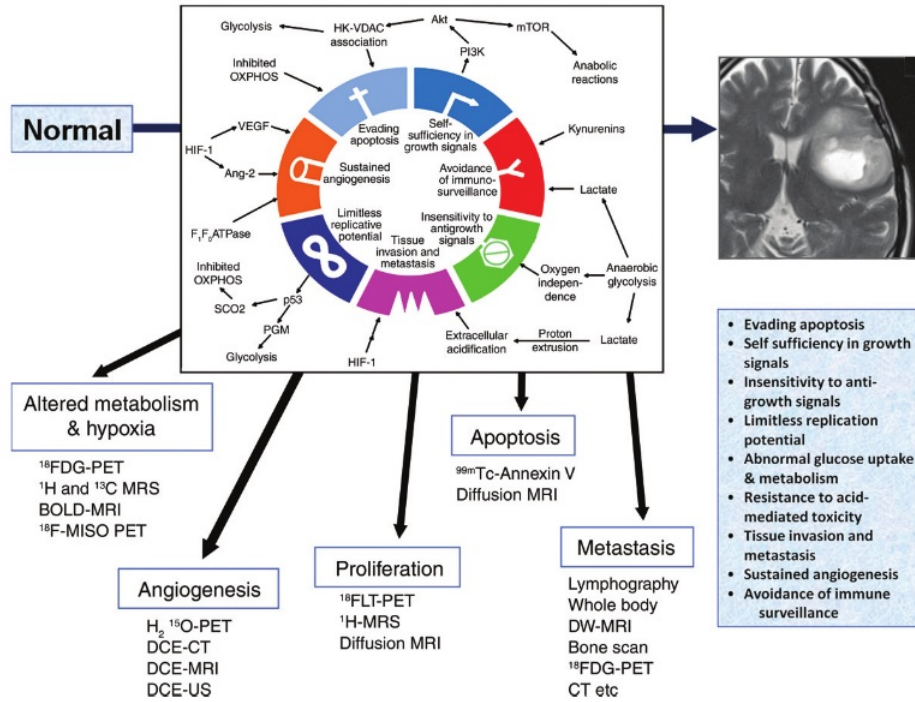 Glycolysis
HK-VDAC
association
Akt
mTOR
PI3K
Anabolic
reactions
Inhibited
OXPHOS
Normal
VEGF
HIF-1
Ang-2
F₁F₀ATPase
Evading
apoptosis
Self-
sufficiency in
growth signals
Sustained
angiogenesis
Avoidance
of immuno-
surveillance
Limitless
replicative
potential
Insensitivity to
antigrowth
signals
Tissue
invasion and
metastasis
Kynurenins
Lactate
Inhibited
OXPHOS
SCO2
p53
PGM
Glycolysis
HIF-1
Oxygen
indepen-
dence
Anaerobic
glycolysis
Extracellular
acidification
Proton
extrusion
Lactate
Altered metabolism
& hypoxia
¹⁸FDG-PET
¹H and ¹³C MRS
BOLD-MRI
¹⁸F-MISO PET
Angiogenesis
H₂ ¹⁵O-PET
DCE-CT
DCE-MRI
DCE-US
Proliferation
¹⁸FLT-PET
¹H-MRS
Diffusion MRI
Apoptosis
⁹⁹ᵐTc-Annexin V
Diffusion MRI
Metastasis
Lymphography
Whole body
DW-MRI
Bone scan
¹⁸FDG-PET
CT etc
• Evading apoptosis
• Self sufficiency in growth
signals
• Insensitivity to anti-
growth signals
• Limitless replication
potential
• Abnormal glucose uptake
& metabolism
• Resistance to acid-
mediated toxicity
• Tissue invasion and
metastasis
• Sustained angiogenesis
• Avoidance of immune
surveillance